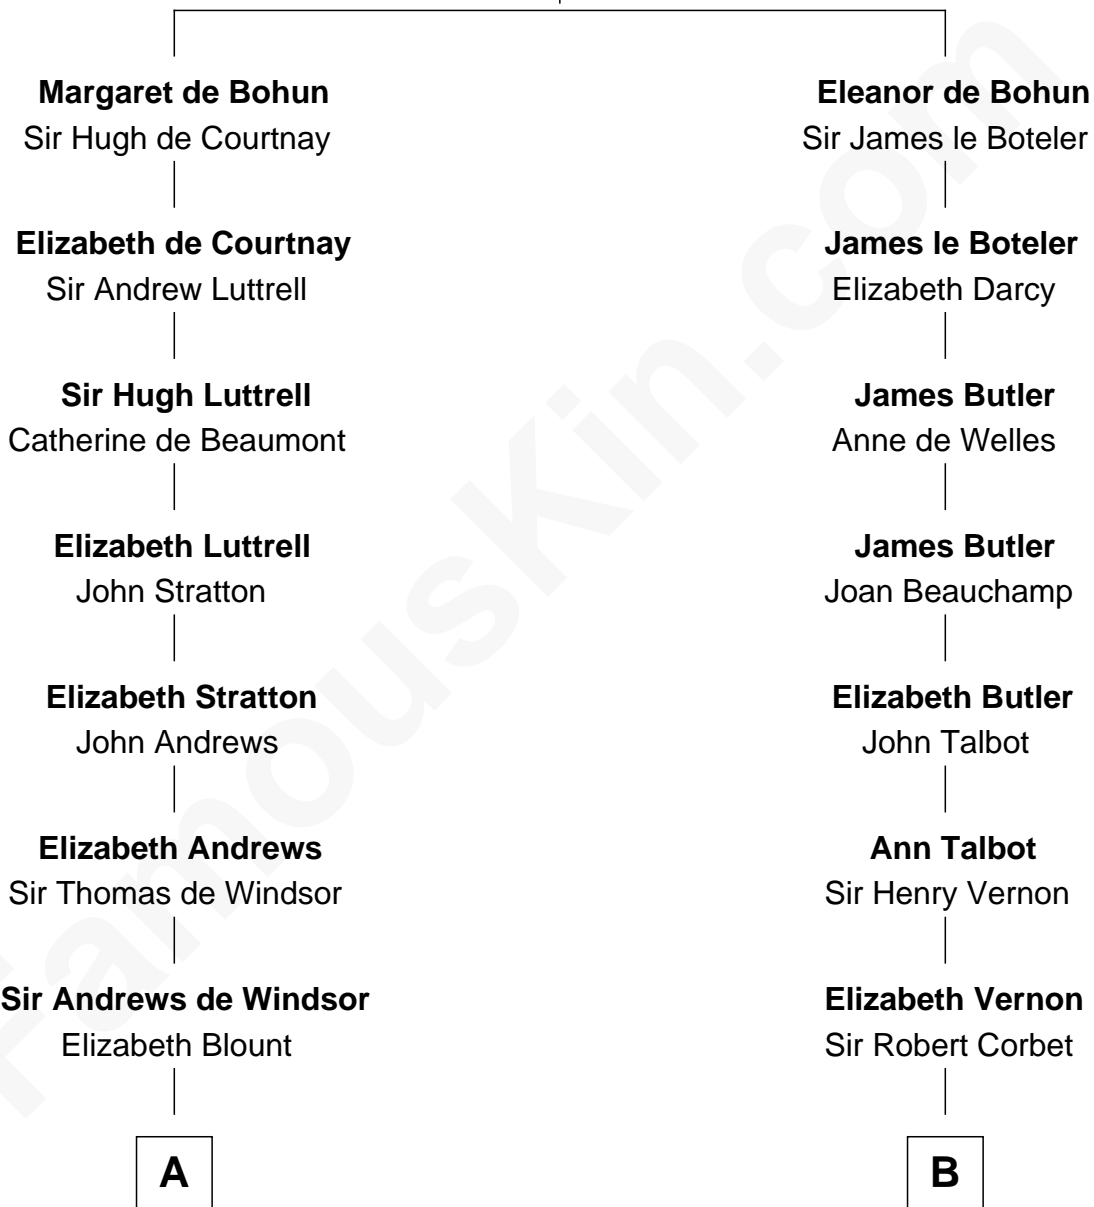 Margaret de Bohun
Sir Hugh de Courtnay
Eleanor de Bohun
Sir James le Boteler
Elizabeth de Courtnay
Sir Andrew Luttrell
James le Boteler
Elizabeth Darcy
Sir Hugh Luttrell
Catherine de Beaumont
James Butler
Anne de Welles
Elizabeth Luttrell
John Stratton
James Butler
Joan Beauchamp
Elizabeth Stratton
John Andrews
Elizabeth Butler
John Talbot
Elizabeth Andrews
Sir Thomas de Windsor
Ann Talbot
Sir Henry Vernon
Sir Andrews de Windsor
Elizabeth Blount
Elizabeth Vernon
Sir Robert Corbet
A
B
FamousKin.com